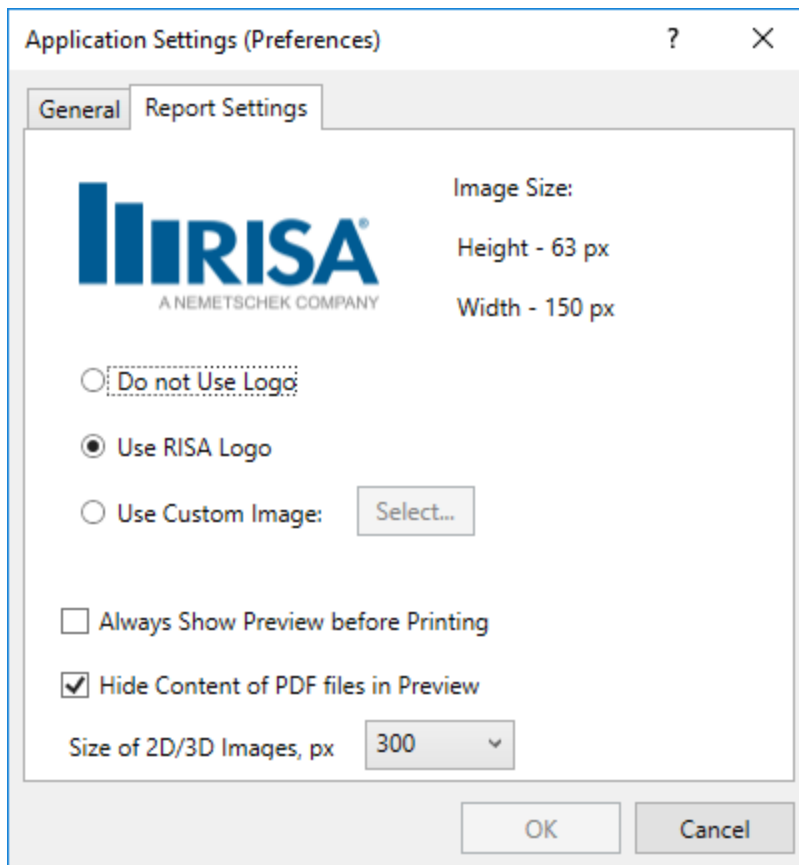 Application Settings (Preferences) ?
General Report Settings
RISA®
A NEMETSCHEK COMPANY
Image Size:
Height - 63 px
Width - 150 px
Do not Use Logo
Use RISA Logo
Use Custom Image: Select...
Always Show Preview before Printing
Hide Content of PDF files in Preview
Size of 2D/3D Images, px 300
OK Cancel